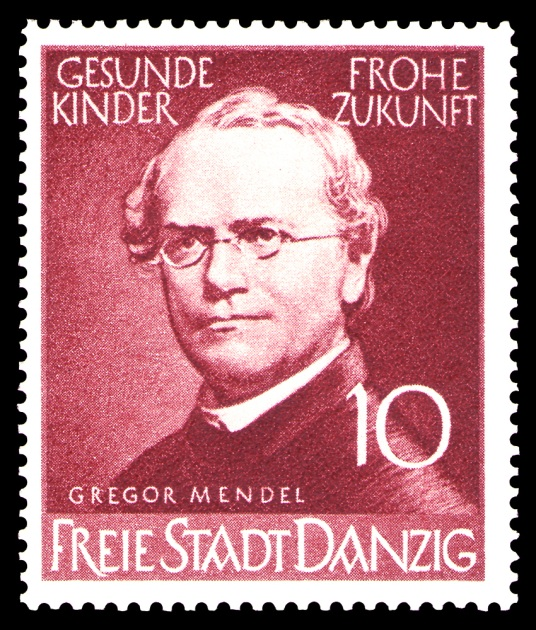 GESUNDE KINDER
FROHE ZUKUNFT
10
GREGOR MENDEL
FREIE STADT DANZIG